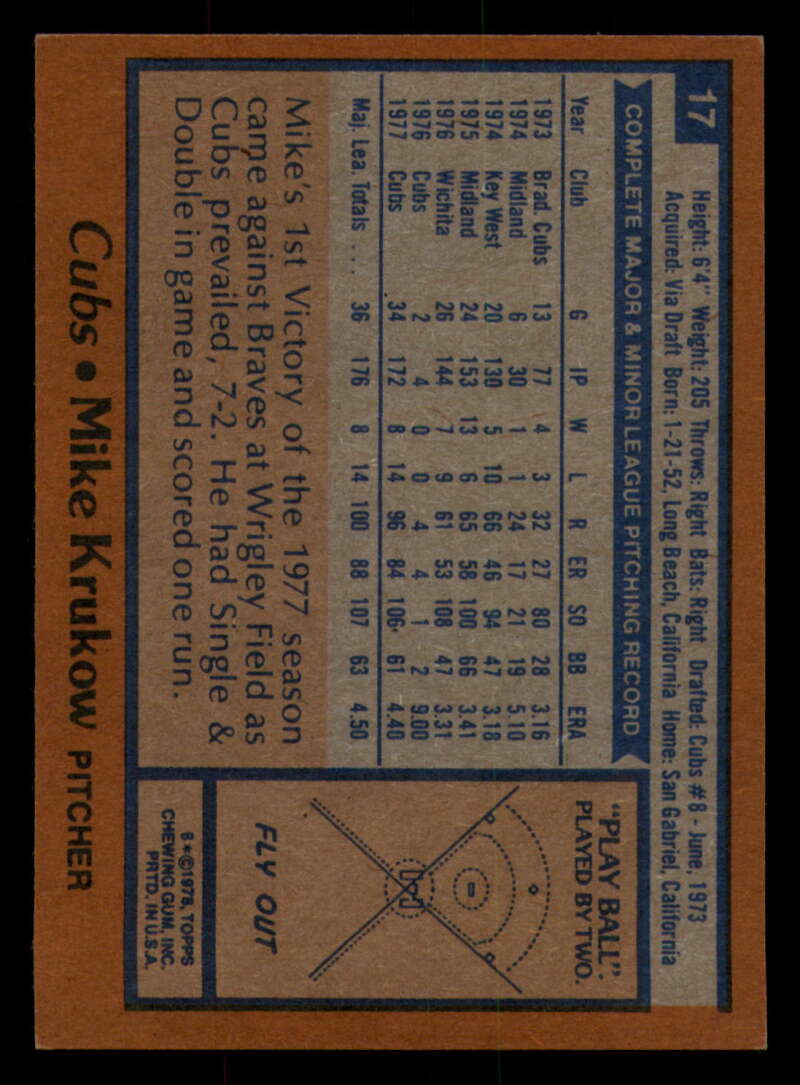 17
Height: 6'4" Weight: 205 Throws: Right Bats: Right Drafted: Cubs #8 - June, 1973
Acquired: Via Draft Born: 1-21-52, Long Beach, California Home: San Gabriel, California
COMPLETE MAJOR & MINOR LEAGUE PITCHING RECORD
Year Club G IP W L R ER SO BB ERA
1973 Brad. Cubs 13 77 4 3 32 27 80 28 3.16
1974 Midland 6 30 1 1 24 17 21 19 5.10
1974 Key West 20 130 5 10 66 46 94 47 3.18
1975 Midland 24 153 13 6 65 58 100 66 3.41
1976 Wichita 26 144 7 9 61 53 108 47 3.31
1976 Cubs 2 4 0 0 4 4 1 2 9.00
1977 Cubs 34 172 8 14 96 84 106 61 4.40
Maj. Lea. Totals ... 36 176 8 14 100 88 107 63 4.50
Mike's 1st Victory of the 1977 season
came against Braves at Wrigley Field as
Cubs prevailed, 7-2. He had Single &
Double in game and scored one run.
"PLAY BALL":
PLAYED BY TWO.
FLY OUT
B*©1978, TOPPS
CHEWING GUM, INC.
PRTD. IN U.S.A.
Cubs • Mike Krukow PITCHER